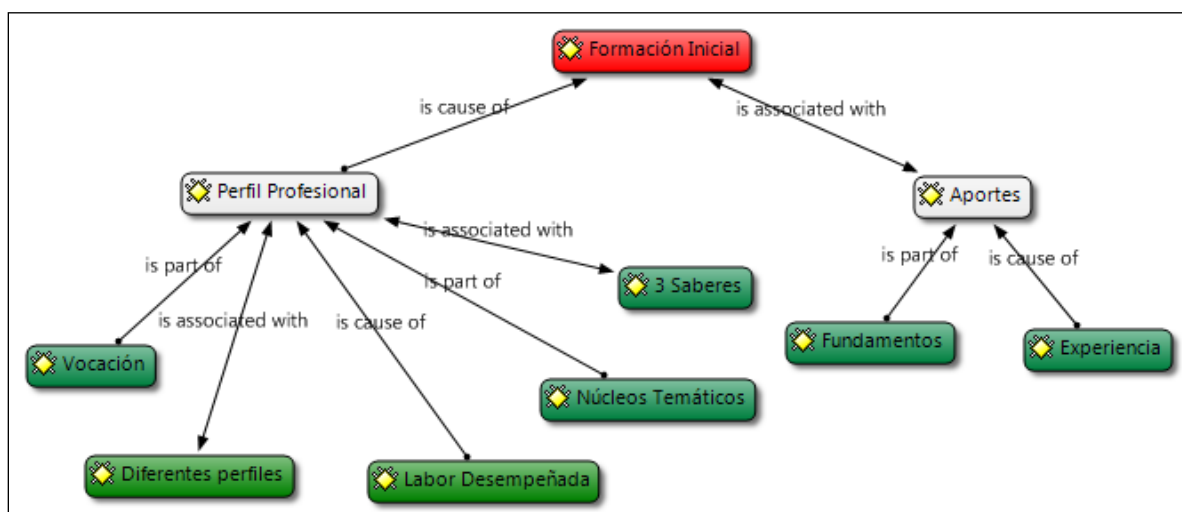 Formación Inicial
is cause of
is associated with
Perfil Profesional
Aportes
is associated with
is part of
is part of
is cause of
is part of
3 Saberes
is associated with
is cause of
Fundamentos
Experiencia
Vocación
Núcleos Temáticos
Diferentes perfiles
Labor Desempeñada